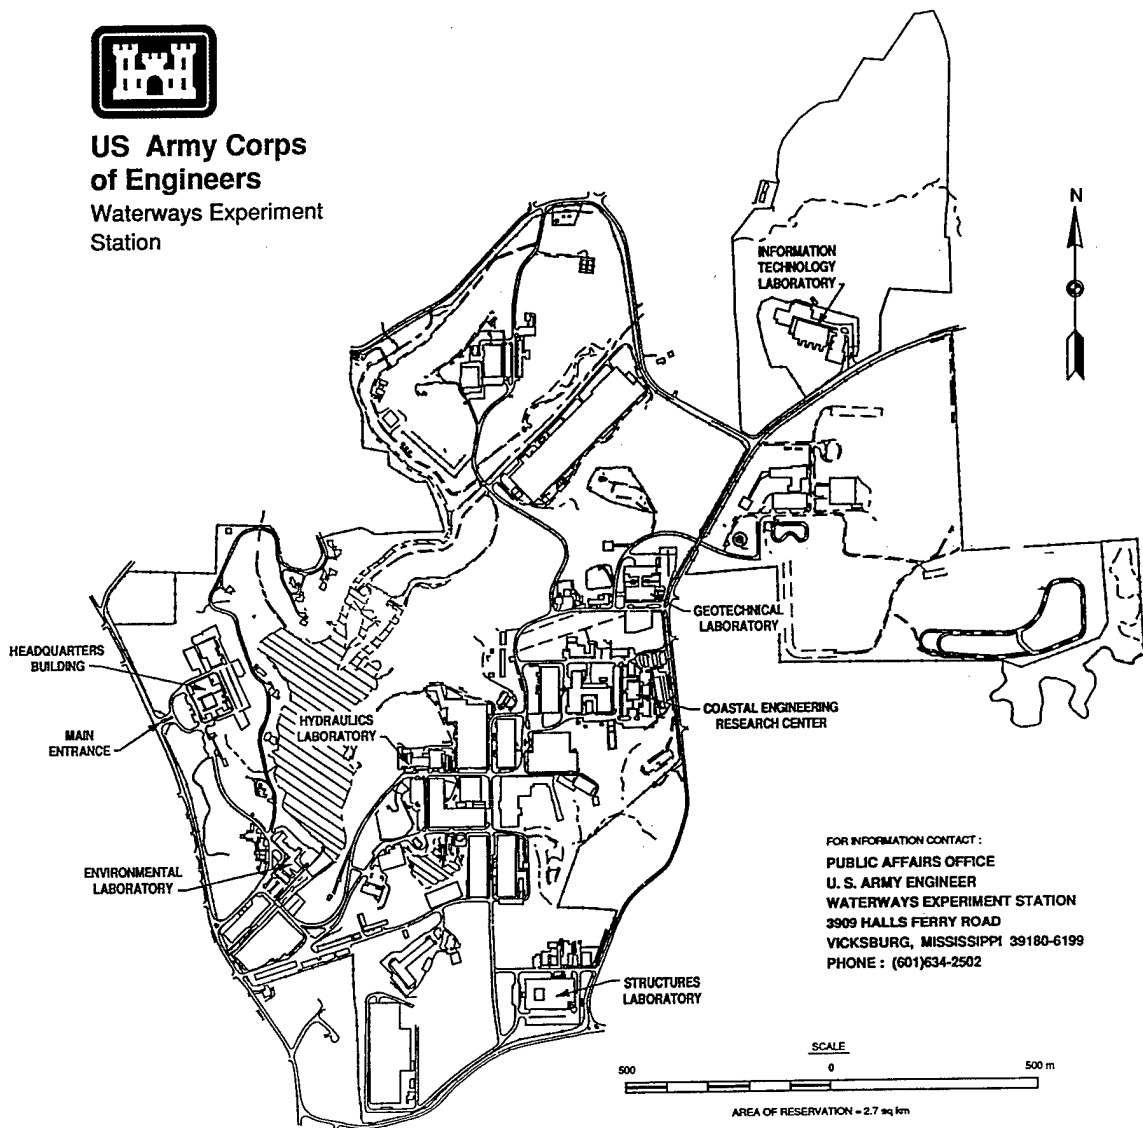 US Army Corps
of Engineers
Waterways Experiment
Station
N
INFORMATION
TECHNOLOGY
LABORATORY
GEOTECHNICAL
LABORATORY
HEADQUARTERS
BUILDING
MAIN
ENTRANCE
HYDRAULICS
LABORATORY
COASTAL ENGINEERING
RESEARCH CENTER
ENVIRONMENTAL
LABORATORY
STRUCTURES
LABORATORY
FOR INFORMATION CONTACT :
PUBLIC AFFAIRS OFFICE
U. S. ARMY ENGINEER
WATERWAYS EXPERIMENT STATION
3909 HALLS FERRY ROAD
VICKSBURG, MISSISSIPPI 39180-6199
PHONE : (601)634-2502
SCALE
500 0 500 m
AREA OF RESERVATION = 2.7 sq km